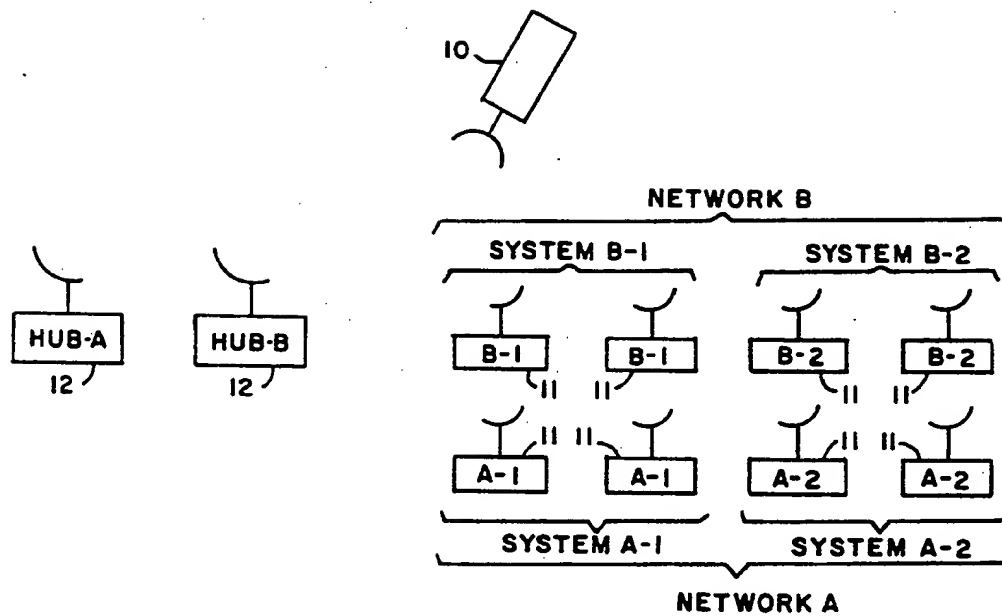 10
NETWORK B
SYSTEM B-1 SYSTEM B-2
HUB-A HUB-B
12 12
B-1 B-1 B-2 B-2
11 11 11 11
11 11 11 11
A-1 A-1 A-2 A-2
SYSTEM A-1 SYSTEM A-2
NETWORK A